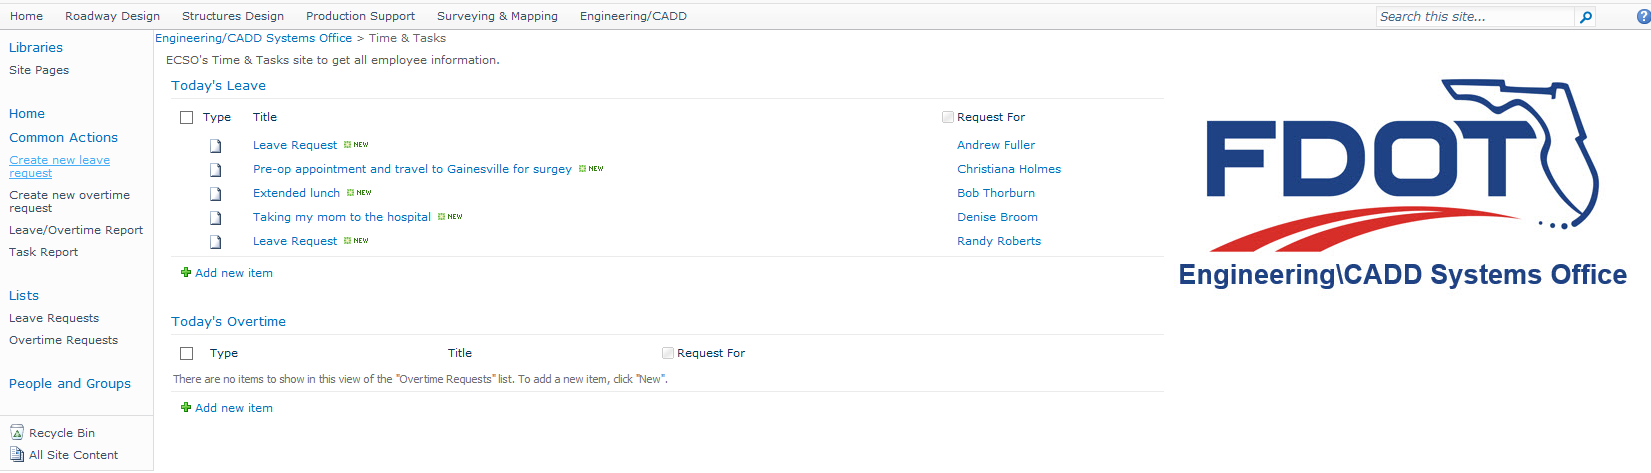 Home Roadway Design Structures Design Production Support Surveying & Mapping Engineering/CADD Search this site...
Libraries
Site Pages
Home
Common Actions
Create new leave
request
Create new overtime
request
Leave/Overtime Report
Task Report
Lists
Leave Requests
Overtime Requests
People and Groups
Recycle Bin
All Site Content
Engineering/CADD Systems Office > Time & Tasks
ECSO's Time & Tasks site to get all employee information.
Today's Leave
Type Title Request For
Leave Request NEW Andrew Fuller
Pre-op appointment and travel to Gainesville for surgey NEW Christiana Holmes
Extended lunch NEW Bob Thorburn
Taking my mom to the hospital NEW Denise Broom
Leave Request NEW Randy Roberts
Add new item
Today's Overtime
Type Title Request For
There are no items to show in this view of the "Overtime Requests" list. To add a new item, click "New".
Add new item
FDOT
Engineering\CADD Systems Office